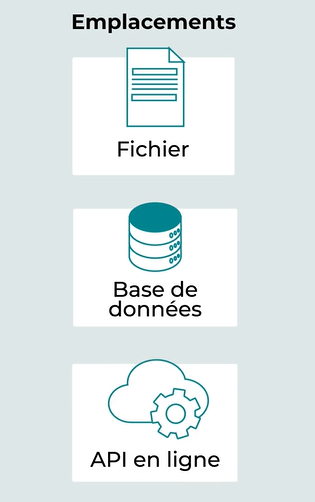 Emplacements
Fichier
Base de
données
API en ligne